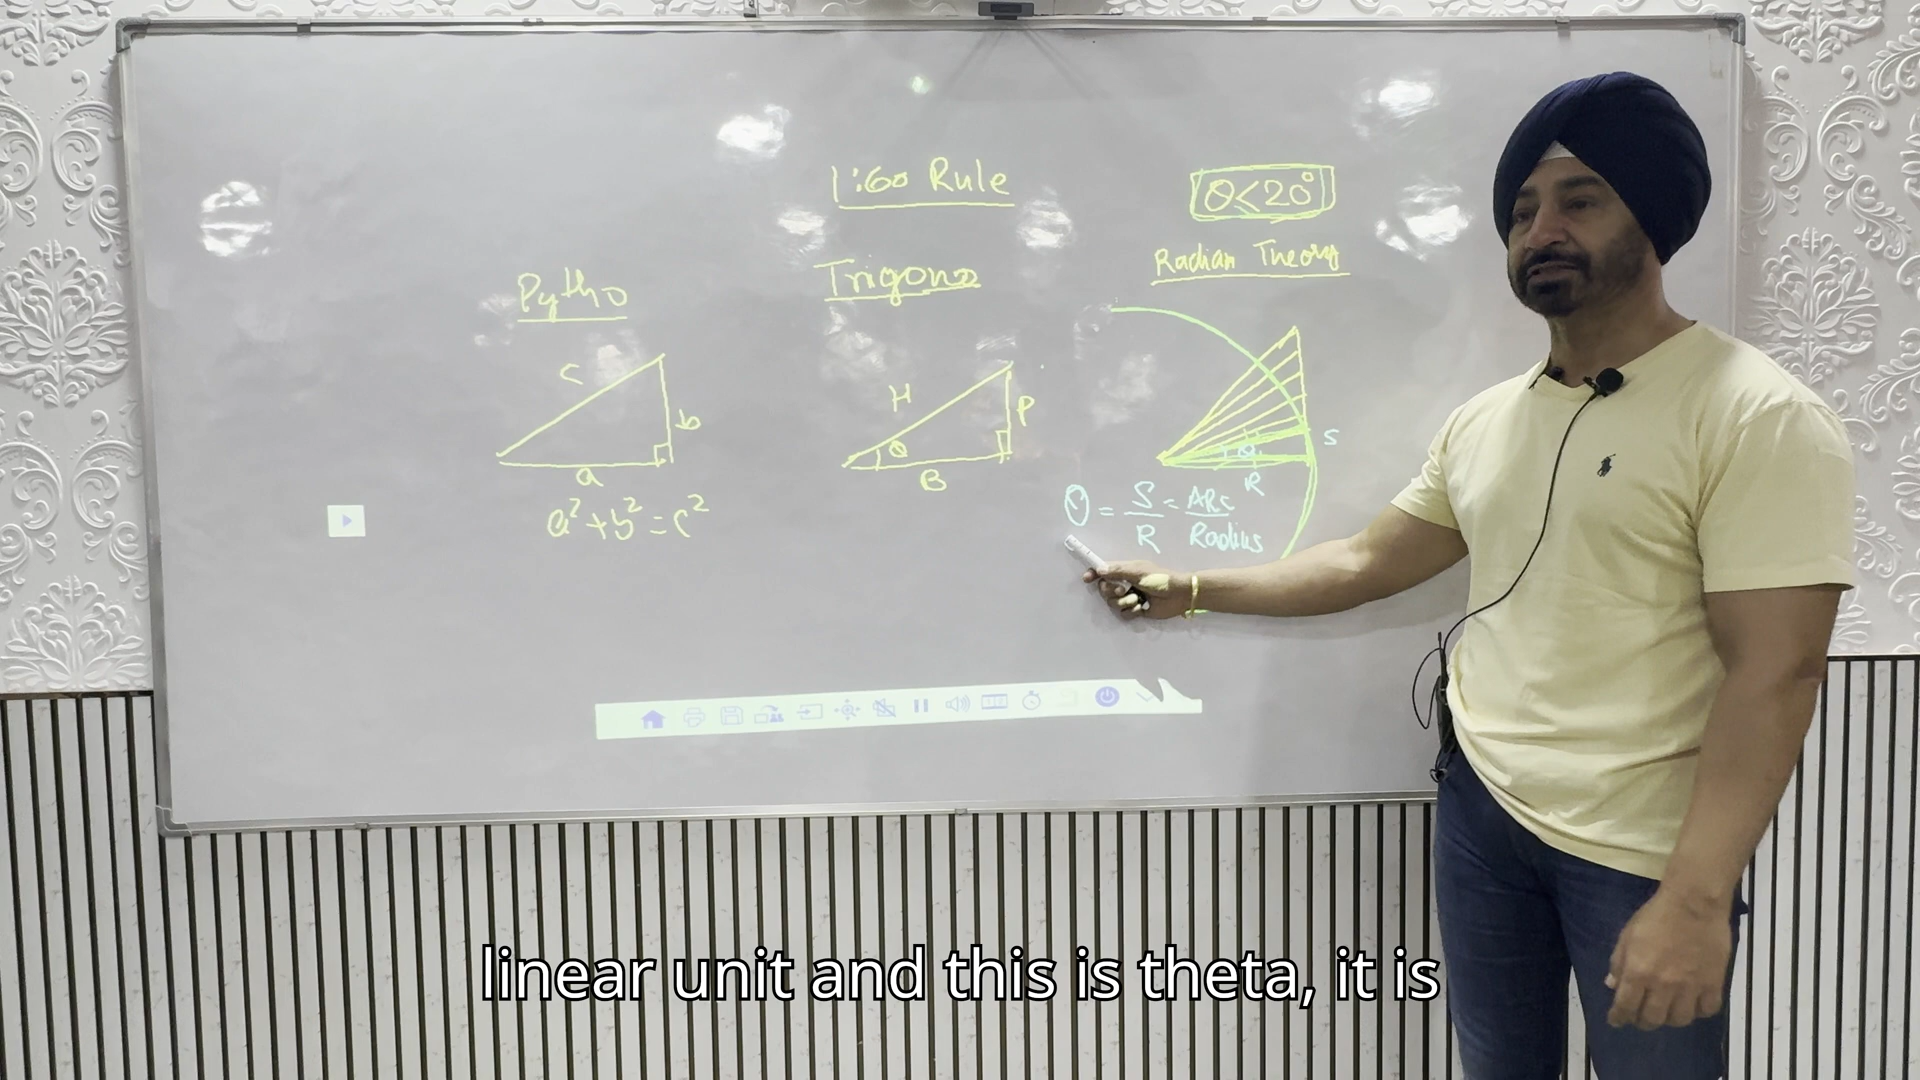 1:60 Rule
θ<20°
Radian Theory
Pytho
Trigono
C
b
a
a²+b²=c²
H
P
θ
B
S
θ
R
θ = S/R = ARC/Radius
linear unit and this is theta, it is